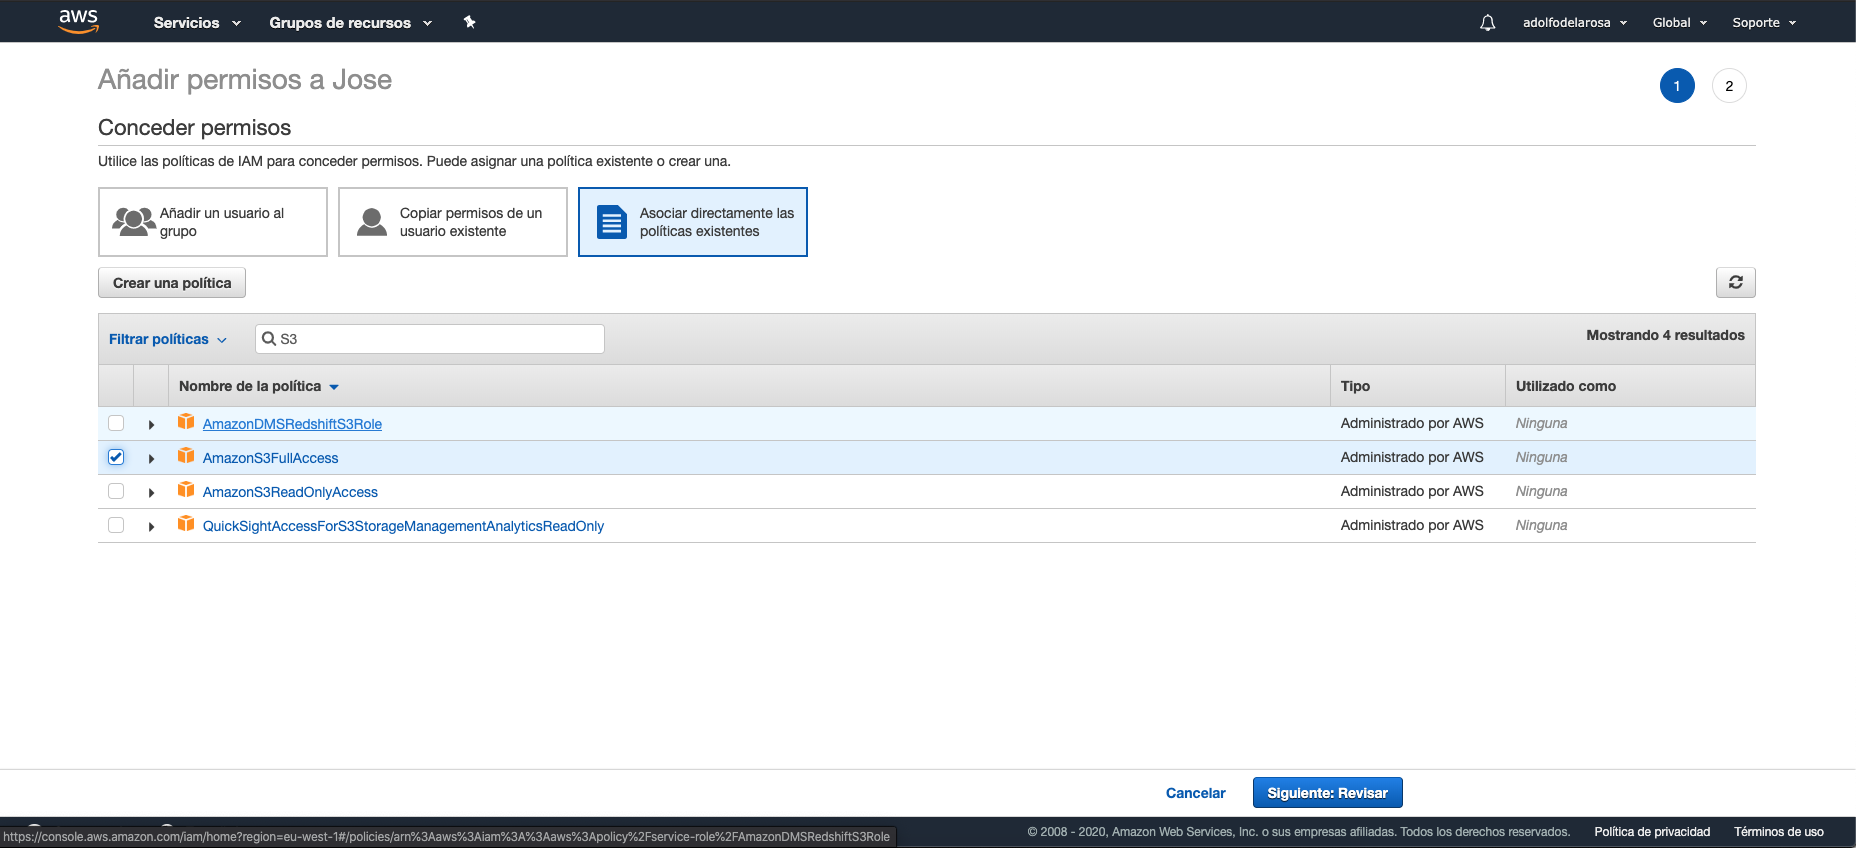 aws Servicios Grupos de recursos adolfodelarosa Global Soporte
Añadir permisos a Jose 1 2
Conceder permisos
Utilice las políticas de IAM para conceder permisos. Puede asignar una política existente o crear una.
Añadir un usuario al
grupo
Copiar permisos de un
usuario existente
Asociar directamente las
políticas existentes
Crear una política
Filtrar políticas S3 Mostrando 4 resultados
Nombre de la política Tipo Utilizado como
AmazonDMSRedshiftS3Role Administrado por AWS Ninguna
AmazonS3FullAccess Administrado por AWS Ninguna
AmazonS3ReadOnlyAccess Administrado por AWS Ninguna
QuickSightAccessForS3StorageManagementAnalyticsReadOnly Administrado por AWS Ninguna
Cancelar Siguiente: Revisar
https://console.aws.amazon.com/iam/home?region=eu-west-1#/policies/arn%3Aaws%3Aiam%3A%3Aaws%3Apolicy%2Fservice-role%2FAmazonDMSRedshiftS3Role
© 2008 - 2020, Amazon Web Services, Inc. o sus empresas afiliadas. Todos los derechos reservados. Política de privacidad Términos de uso